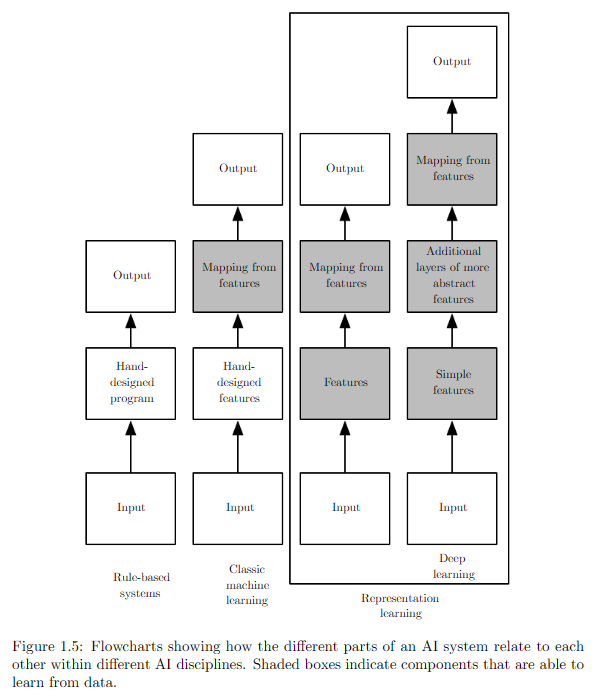 Output
Output
Output
Mapping from
features
Output
Mapping from
features
Mapping from
features
Additional
layers of more
abstract
features
Hand-
designed
program
Hand-
designed
features
Features
Simple
features
Input
Input
Input
Input
Rule-based
systems
Classic
machine
learning
Representation
learning
Deep
learning
Figure 1.5: Flowcharts showing how the different parts of an AI system relate to each
other within different AI disciplines. Shaded boxes indicate components that are able to
learn from data.